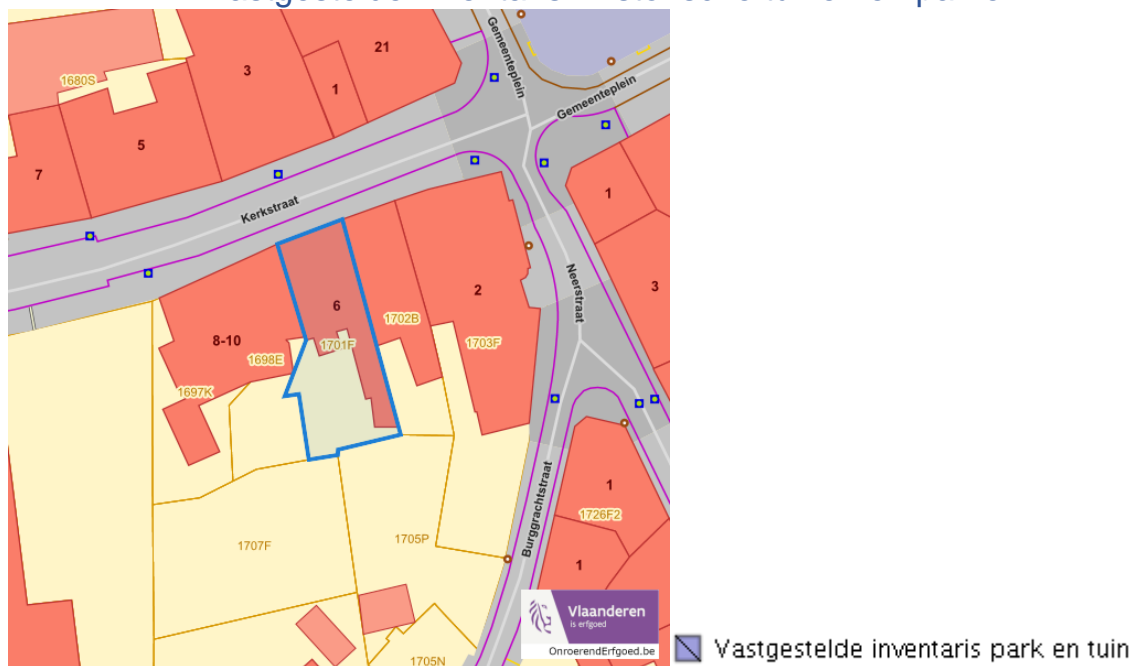 21
Gemeenteplein
3
1680S
1
Gemeenteplein
5
7
1
Kerkstraat
Neerstraat
3
6
2
1702B
8-10
1701F
1703F
1698E
1697K
1
1726F2
Burggrachtstraat
1707F
1705P
1
Vlaanderen
is erfgoed
OnroerendErfgoed.be
1705N
Vastgestelde inventaris park en tuin